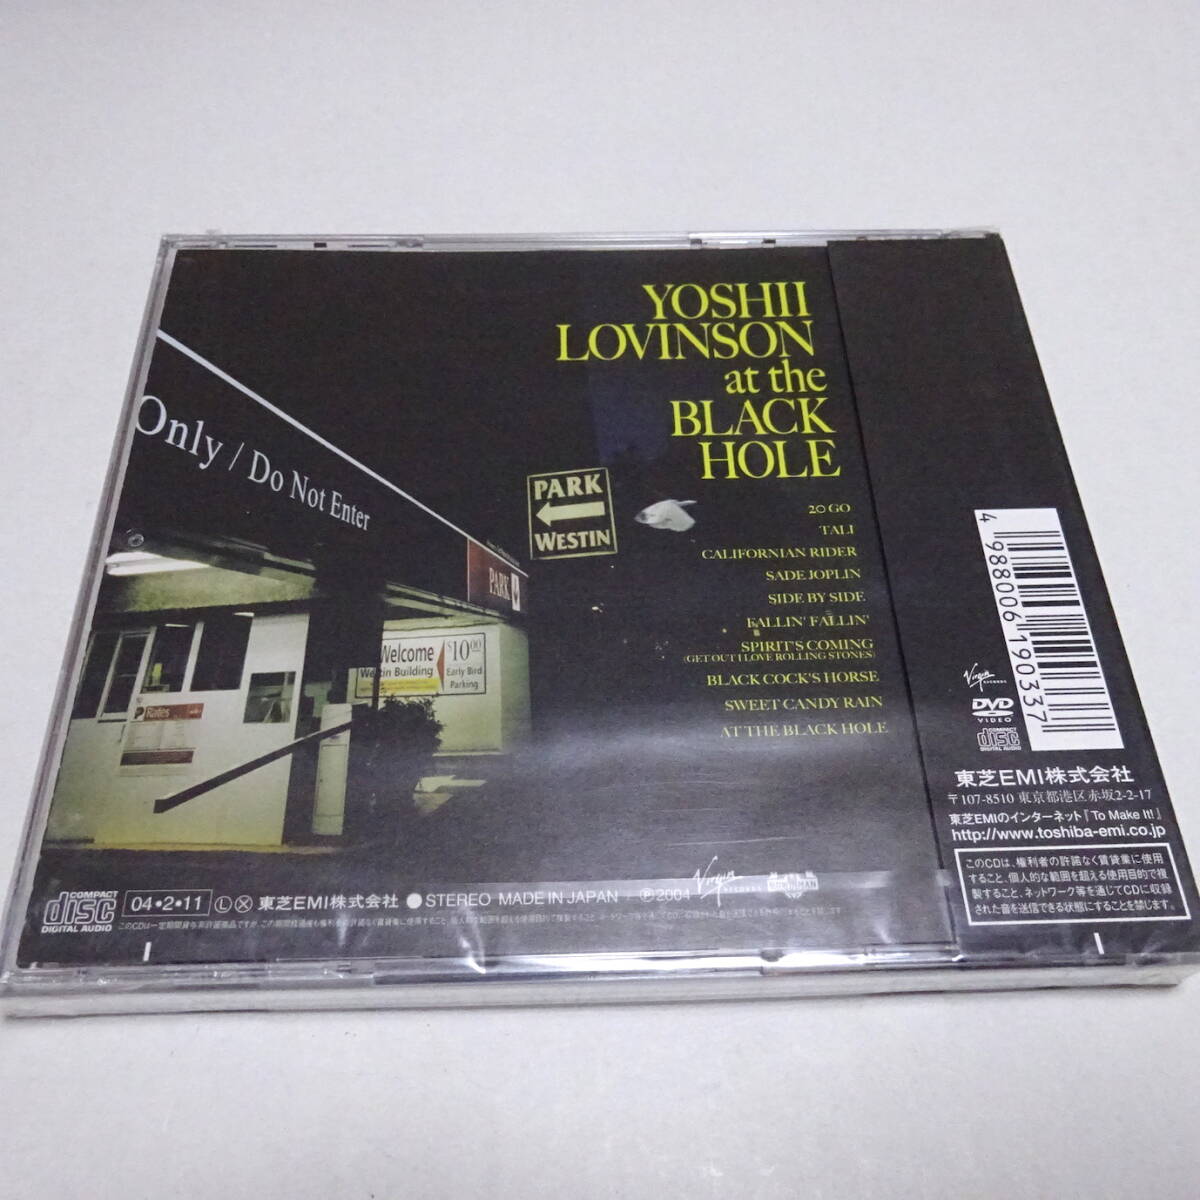 YOSHII
LOVINSON
at the
BLACK
HOLE
Only / Do Not Enter
PARK
WESTIN
PARK
Welcome
Westin Building
$10.00
Early Bird
Parking
Rates
20 GO
TALI
CALIFORNIAN RIDER
SADE JOPLIN
SIDE BY SIDE
FALLIN' FALLIN'
SPIRIT'S COMING
(GET OUT I LOVE ROLLING STONES)
BLACK COCK'S HORSE
SWEET CANDY RAIN
AT THE BLACK HOLE
COMPACT
disc
DIGITAL AUDIO
04・2・11 Ⓛ Ⓧ 東芝EMI株式会社 ●STEREO MADE IN JAPAN ℗2004 Virgin RECORDS
4 988006 190337
Virgin RECORDS
DVD
VIDEO
COMPACT
disc
DIGITAL AUDIO
東芝EMI株式会社
〒107-8510 東京都港区赤坂2-2-17
東芝EMIのインターネット『To Make It!』
http://www.toshiba-emi.co.jp
このCDは、権利者の許諾なく賃貸業に使用
すること、個人的な範囲を超える使用目的で複
製すること、ネットワーク等を通じてCDに収録
された音を送信できる状態にすることを禁じます。